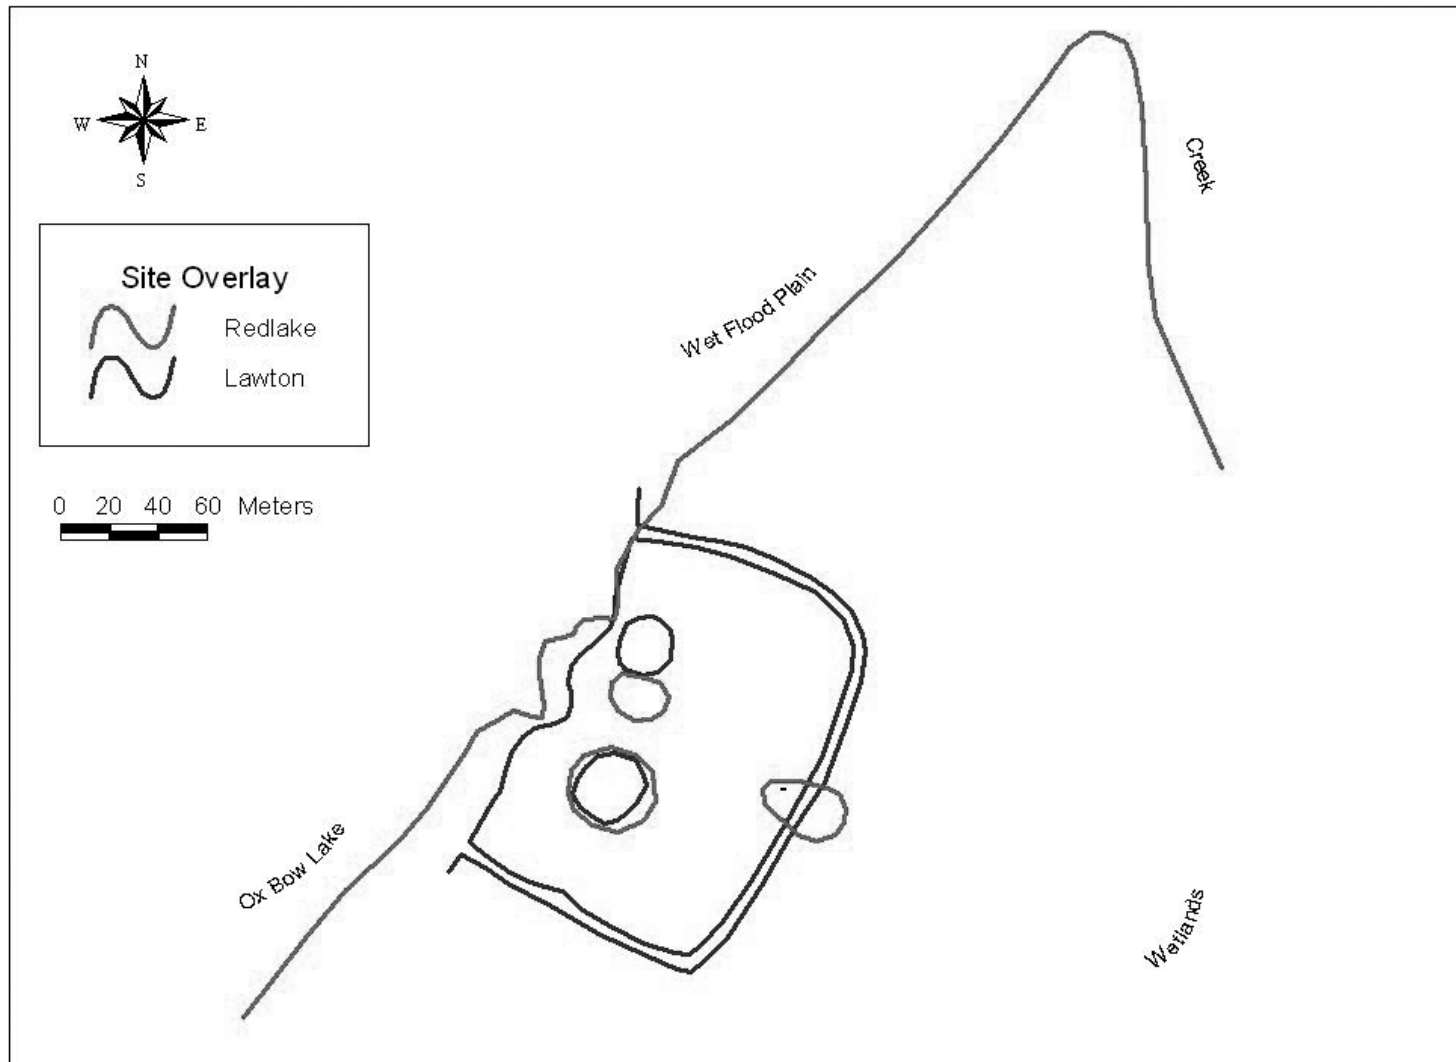 N
W E
S
Site Overlay
Redlake
Lawton
0 20 40 60 Meters
Creek
Wet Flood Plain
Ox Bow Lake
Wetlands